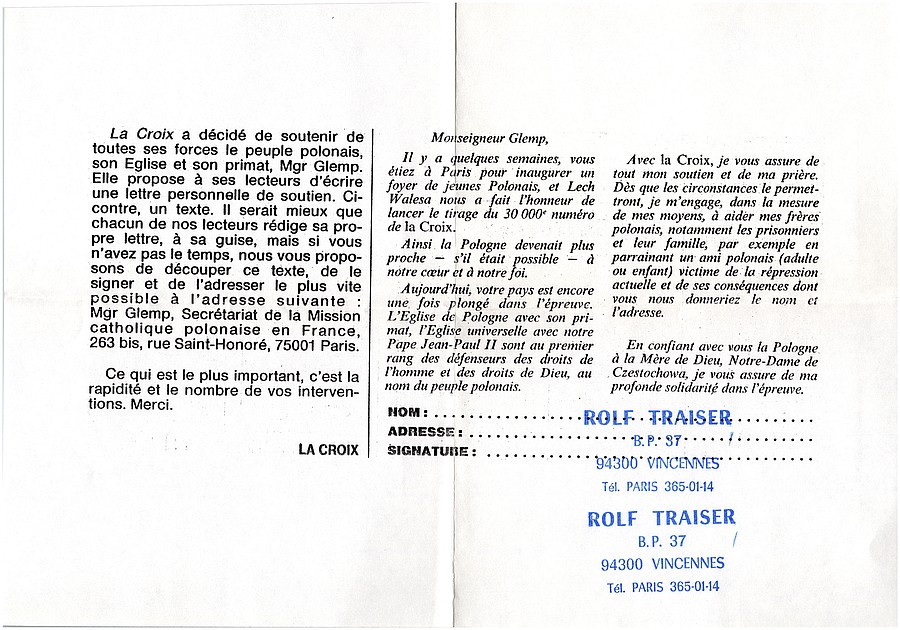 La Croix a décidé de soutenir de
toutes ses forces le peuple polonais,
son Eglise et son primat, Mgr Glemp.
Elle propose à ses lecteurs d'écrire
une lettre personnelle de soutien. Ci-
contre, un texte. Il serait mieux que
chacun de nos lecteurs rédige sa pro-
pre lettre, à sa guise, mais si vous
n'avez pas le temps, nous vous propo-
sons de découper ce texte, de le
signer et de l'adresser le plus vite
possible à l'adresse suivante :
Mgr Glemp, Secrétariat de la Mission
catholique polonaise en France,
263 bis, rue Saint-Honoré, 75001 Paris.
Ce qui est le plus important, c'est la
rapidité et le nombre de vos interven-
tions. Merci.
LA CROIX
Monseigneur Glemp,
Il y a quelques semaines, vous
étiez à Paris pour inaugurer un
foyer de jeunes Polonais, et Lech
Walesa nous a fait l'honneur de
lancer le tirage du 30 000e numéro
de la Croix.
Ainsi la Pologne devenait plus
proche — s'il était possible — à
notre cœur et à notre foi.
Aujourd'hui, votre pays est encore
une fois plongé dans l'épreuve.
L'Eglise de Pologne avec son pri-
mat, l'Eglise universelle avec notre
Pape Jean-Paul II sont au premier
rang des défenseurs des droits de
l'homme et des droits de Dieu, au
nom du peuple polonais.
Avec la Croix, je vous assure de
tout mon soutien et de ma prière.
Dès que les circonstances le permet-
tront, je m'engage, dans la mesure
de mes moyens, à aider mes frères
polonais, notamment les prisonniers
et leur famille, par exemple en
parrainant un ami polonais (adulte
ou enfant) victime de la répression
actuelle et de ses conséquences dont
vous nous donneriez le nom et
l'adresse.
En confiant avec vous la Pologne
à la Mère de Dieu, Notre-Dame de
Czestochowa, je vous assure de ma
profonde solidarité dans l'épreuve.
NOM :
ADRESSE :
SIGNATURE :
ROLF TRAISER
B.P. 37
94300 VINCENNES
Tél. PARIS 365-01-14
ROLF TRAISER
B.P. 37
94300 VINCENNES
Tél. PARIS 365-01-14